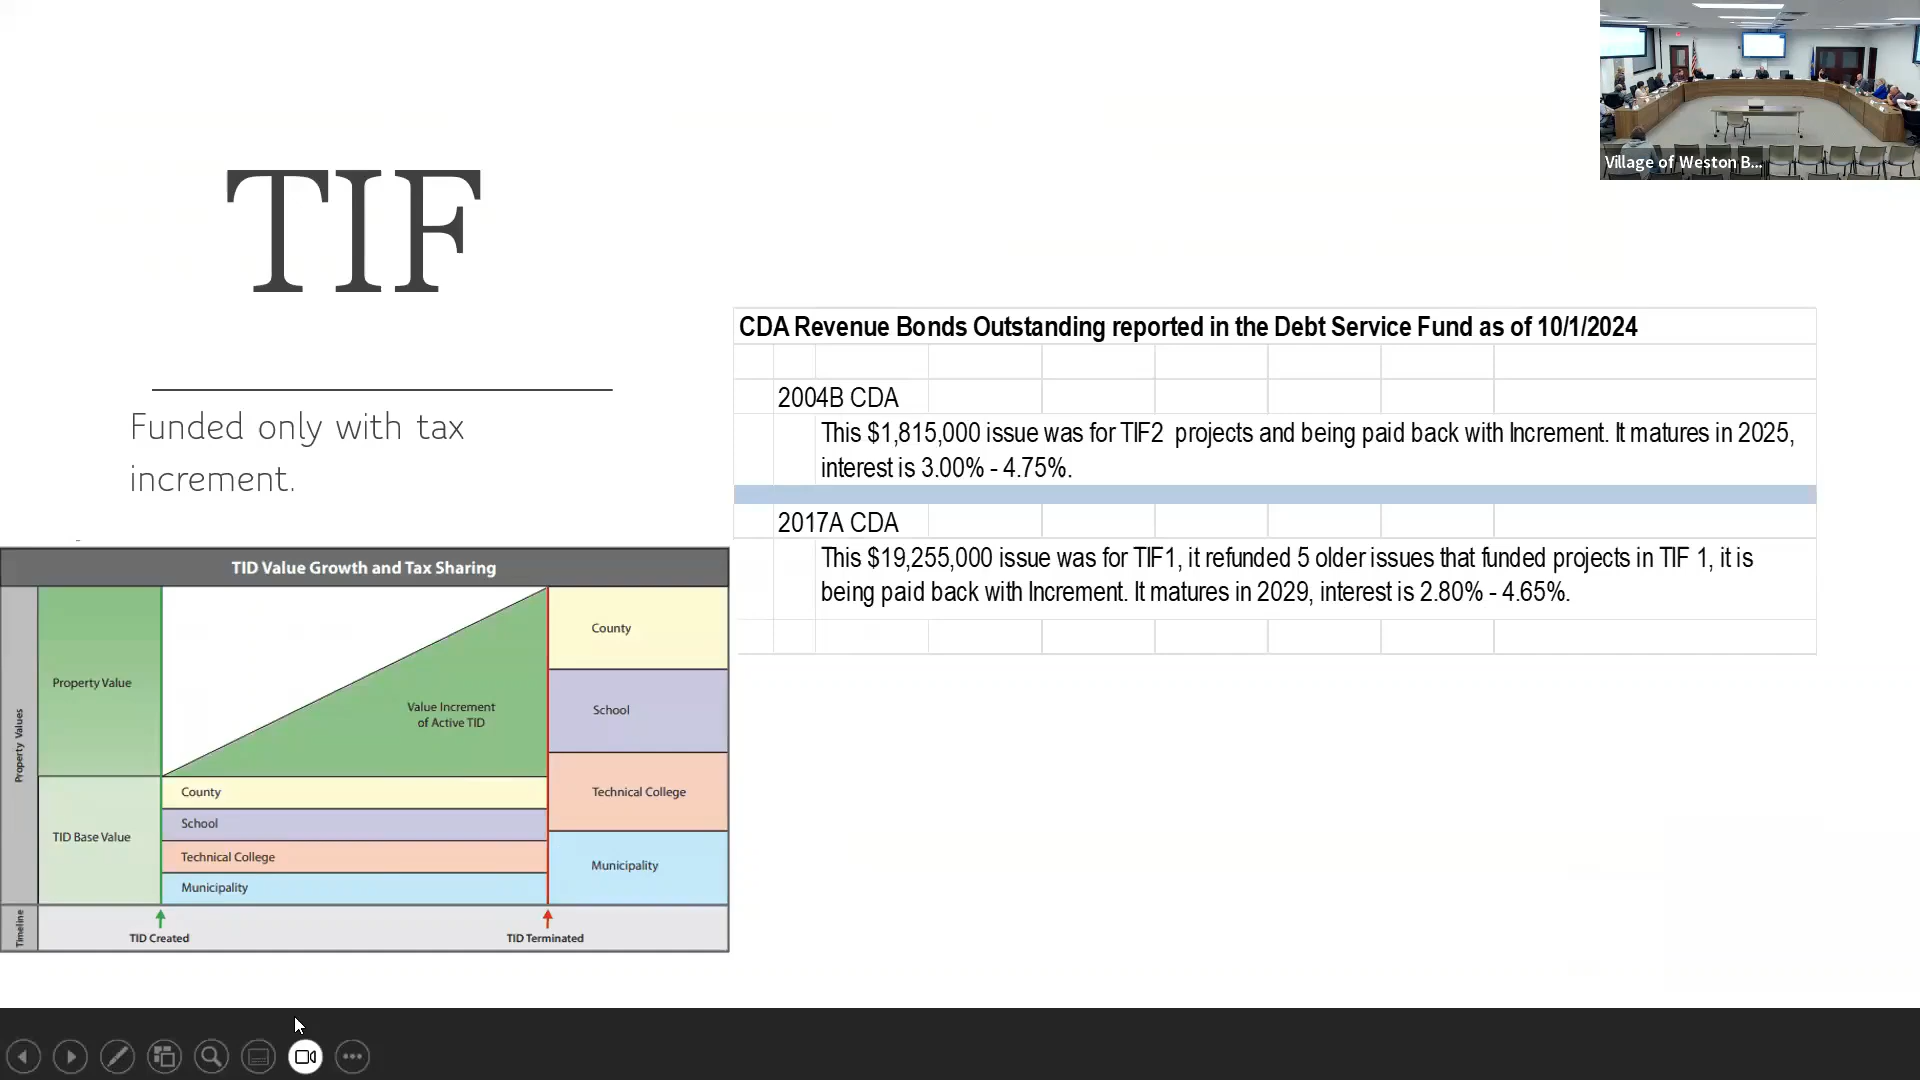 Village of Weston B...
TIF
Funded only with tax
increment.
CDA Revenue Bonds Outstanding reported in the Debt Service Fund as of 10/1/2024
2004B CDA
This $1,815,000 issue was for TIF2 projects and being paid back with Increment. It matures in 2025,
interest is 3.00% - 4.75%.
2017A CDA
This $19,255,000 issue was for TIF1, it refunded 5 older issues that funded projects in TIF 1, it is
being paid back with Increment. It matures in 2029, interest is 2.80% - 4.65%.
TID Value Growth and Tax Sharing
Property Values
Property Value
TID Base Value
Value Increment
of Active TID
County
School
Technical College
Municipality
County
School
Technical College
Municipality
Timeline
TID Created
TID Terminated